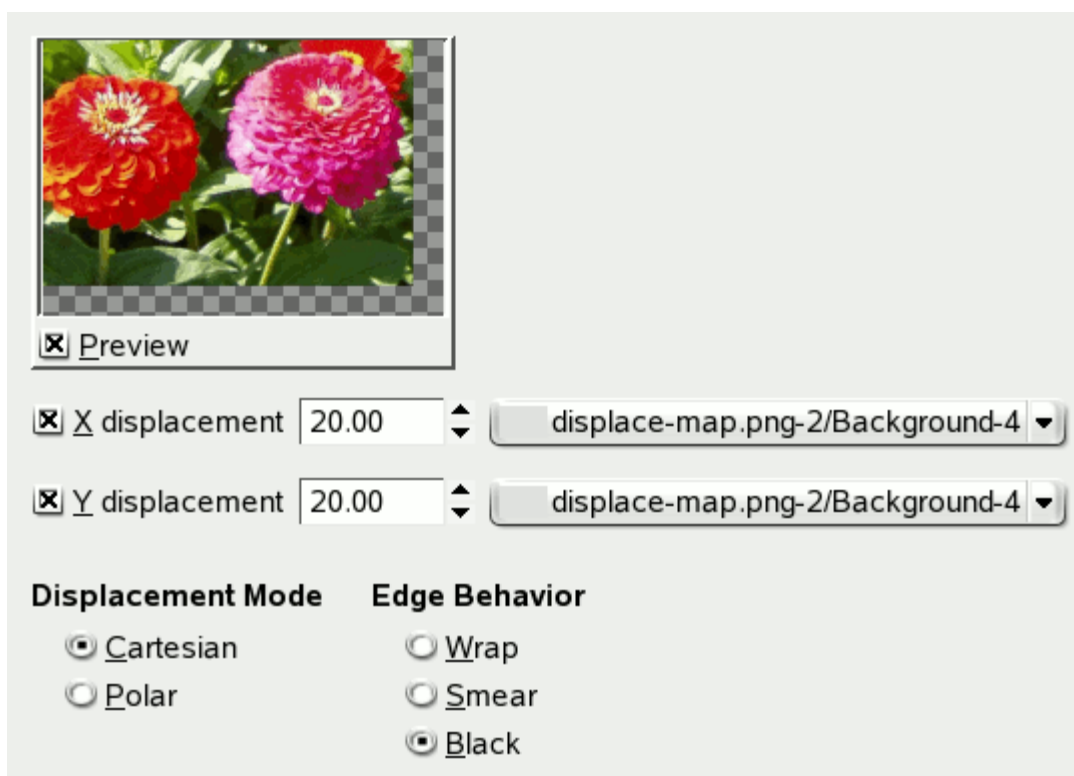 Preview
X displacement 20.00 displace-map.png-2/Background-4
Y displacement 20.00 displace-map.png-2/Background-4
Displacement Mode Edge Behavior
Cartesian Wrap
Polar Smear
Black